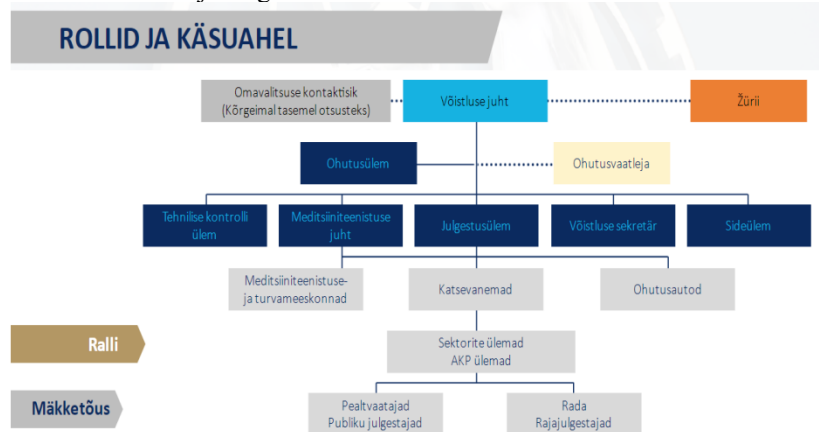 ROLLID JA KÄSUAHEL
Omavalitsuse kontaktisik
(Kõrgeimal tasemel otsusteks)
Võistluse juht
Žürii
Ohutusülem
Ohutusvaatleja
Tehnilise kontrolli
ülem
Meditsiiniteenistuse
juht
Julgestusülem
Võistluse sekretär
Sideülem
Meditsiiniteenistuse-
ja turvameeskonnad
Katsevanemad
Ohutusautod
Ralli
Sektorite ülemad
AKP ülemad
Mäkketõus
Pealtvaatajad
Publiku julgestajad
Rada
Rajajulgestajad